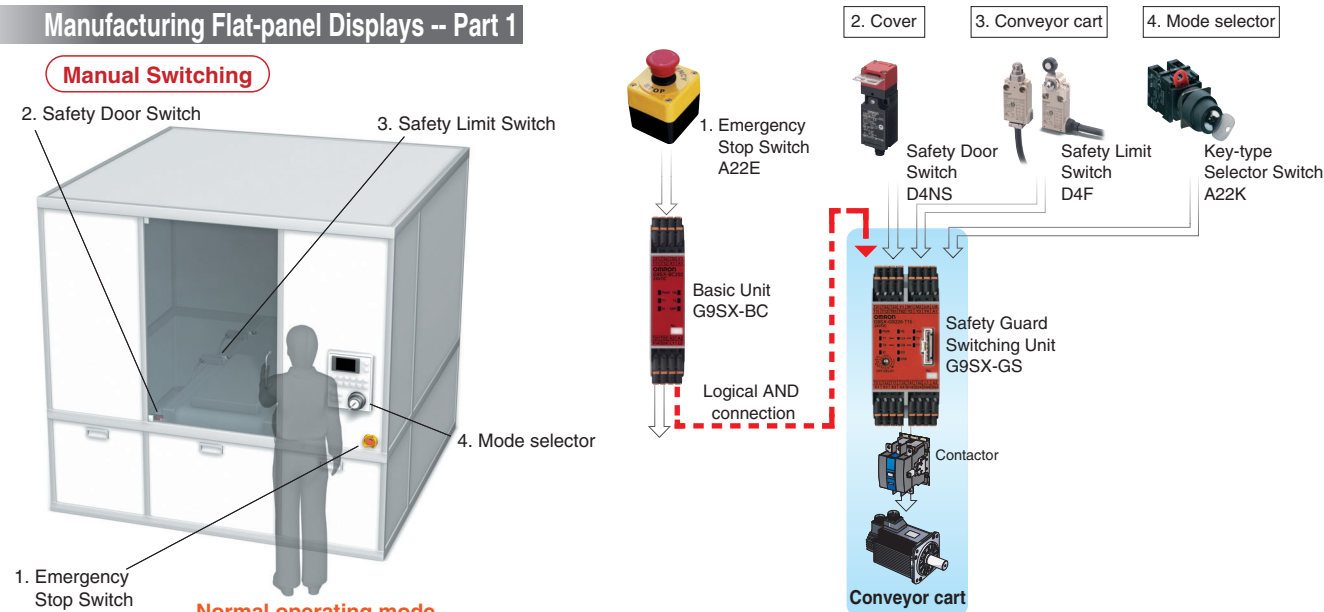 Manufacturing Flat-panel Displays -- Part 1
Manual Switching
2. Safety Door Switch
3. Safety Limit Switch
4. Mode selector
1. Emergency
Stop Switch
Normal operating mode
2. Cover
3. Conveyor cart
4. Mode selector
STOP
1. Emergency
Stop Switch
A22E
Safety Door
Switch
D4NS
Safety Limit
Switch
D4F
Key-type
Selector Switch
A22K
OMRON
Basic Unit
G9SX-BC
Logical AND
connection
OMRON
Safety Guard
Switching Unit
G9SX-GS
Contactor
Conveyor cart